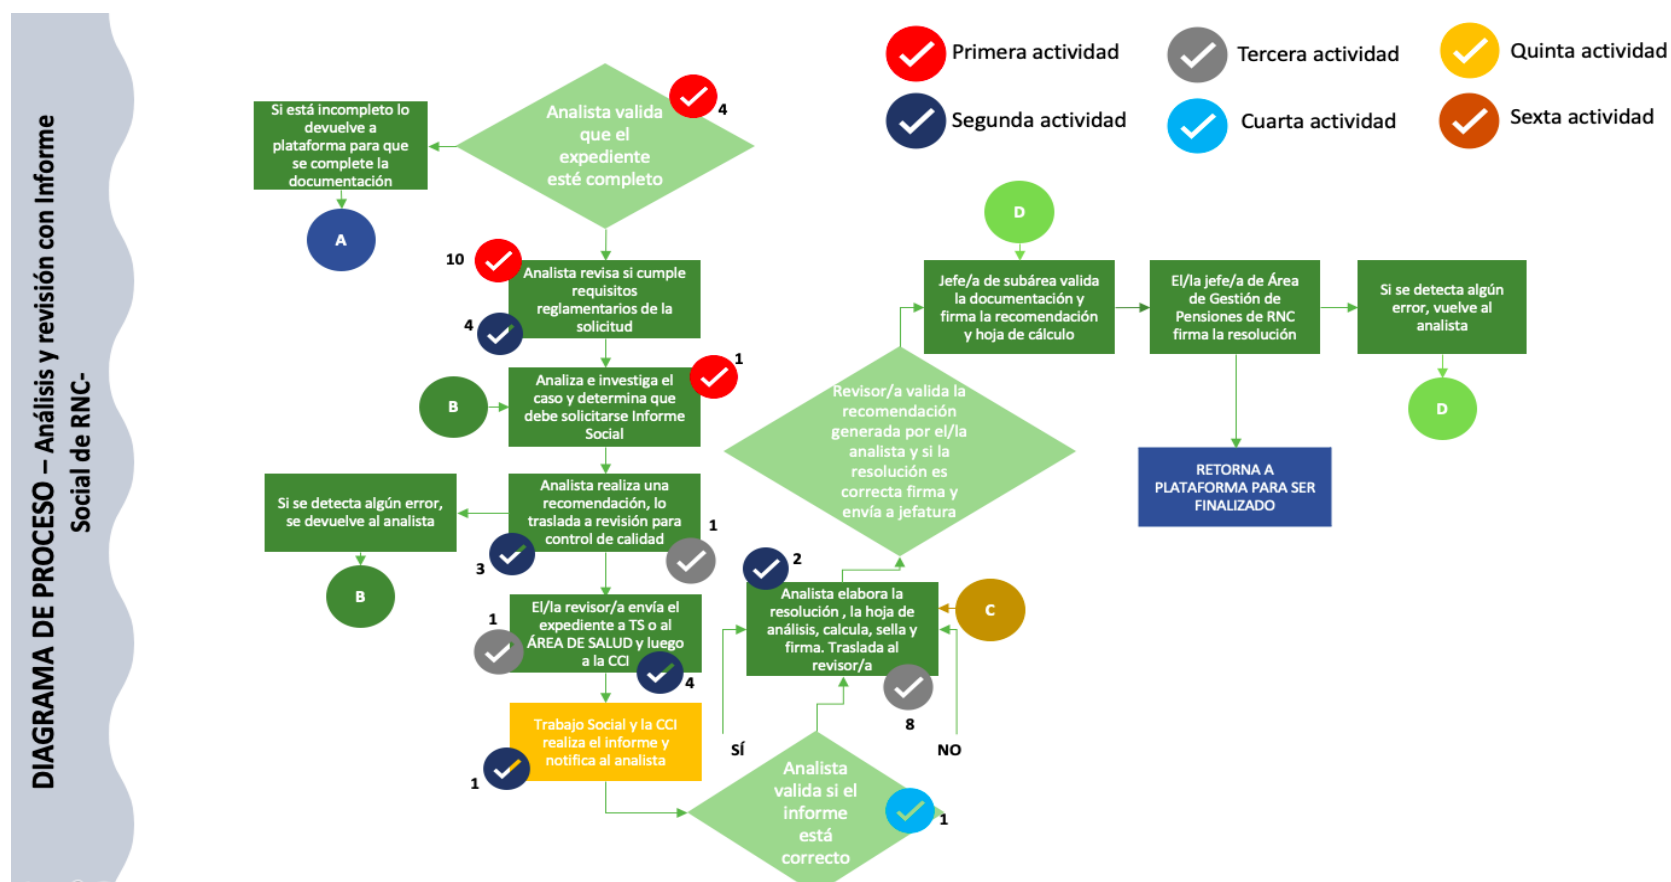 DIAGRAMA DE PROCESO – Análisis y revisión con Informe
Social de RNC-
Primera actividad
Tercera actividad
Quinta actividad
Segunda actividad
Cuarta actividad
Sexta actividad
Si está incompleto lo
devuelve a
plataforma para que
se complete la
documentación
A
Analista valida
que el
expediente
esté completo
4
10
Analista revisa si cumple
requisitos
reglamentarios de la
solicitud
4
B
Analiza e investiga el
caso y determina que
debe solicitarse Informe
Social
1
Analista realiza una
recomendación, lo
traslada a revisión para
control de calidad
3
1
Si se detecta algún error,
se devuelve al analista
B
El/la revisor/a envía el
expediente a TS o al
ÁREA DE SALUD y luego
a la CCI
1
4
Trabajo Social y la CCI
realiza el informe y
notifica al analista
1
Analista
valida si el
informe
está
correcto
1
SÍ
NO
2
Analista elabora la
resolución , la hoja de
análisis, calcula, sella y
firma. Traslada al
revisor/a
8
C
Revisor/a valida la
recomendación
generada por el/la
analista y si la
resolución es
correcta firma y
envía a jefatura
D
Jefe/a de subárea valida
la documentación y
firma la recomendación
y hoja de cálculo
El/la jefe/a de Área
de Gestión de
Pensiones de RNC
firma la resolución
Si se detecta algún
error, vuelve al
analista
D
RETORNA A
PLATAFORMA PARA SER
FINALIZADO